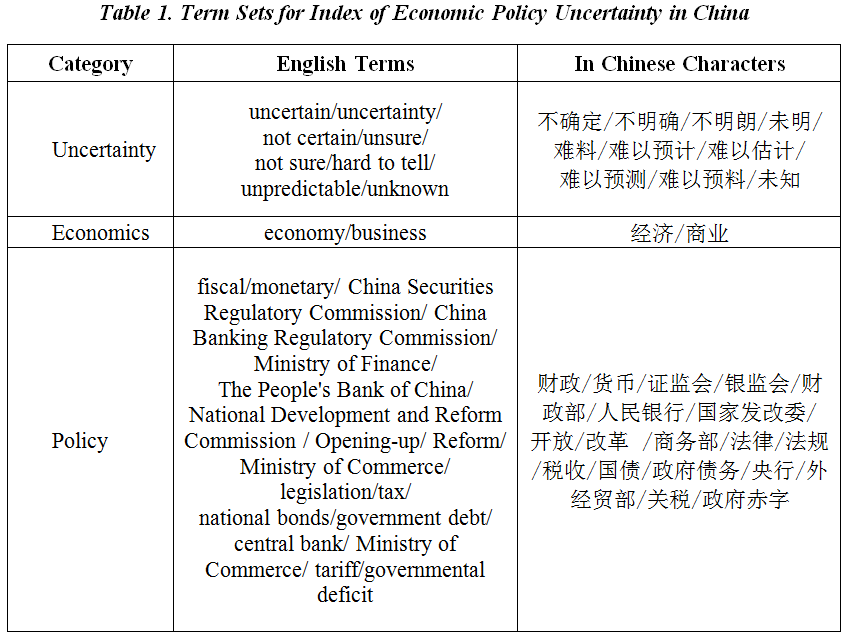 Table 1. Term Sets for Index of Economic Policy Uncertainty in China
Category
English Terms
In Chinese Characters
Uncertainty
uncertain/uncertainty/
not certain/unsure/
not sure/hard to tell/
unpredictable/unknown
不确定/不明确/不明朗/未明/
难料/难以预计/难以估计/
难以预测/难以预料/未知
Economics
economy/business
经济/商业
Policy
fiscal/monetary/ China Securities
Regulatory Commission/ China
Banking Regulatory Commission/
Ministry of Finance/
The People's Bank of China/
National Development and Reform
Commission / Opening-up/ Reform/
Ministry of Commerce/
legislation/tax/
national bonds/government debt/
central bank/ Ministry of
Commerce/ tariff/governmental
deficit
财政/货币/证监会/银监会/财
政部/人民银行/国家发改委/
开放/改革 /商务部/法律/法规
/税收/国债/政府债务/央行/外
经贸部/关税/政府赤字